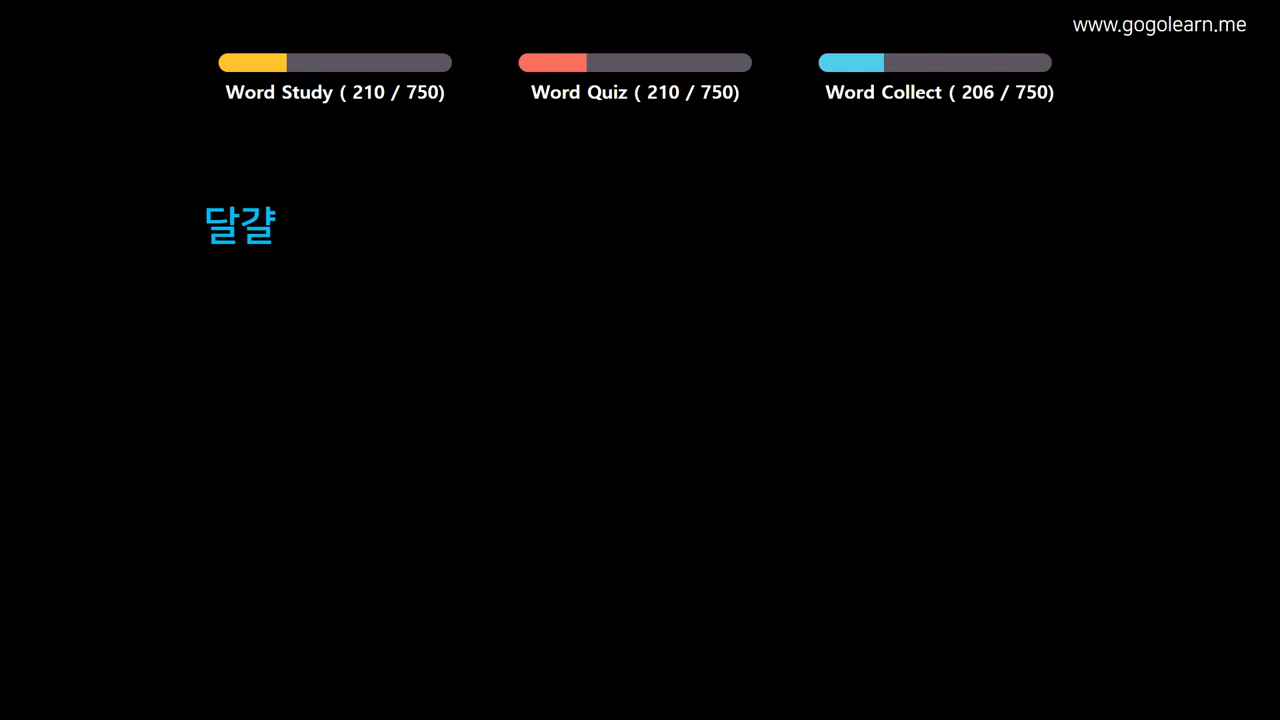 www.gogolearn.me
Word Study ( 210 / 750)
Word Quiz ( 210 / 750)
Word Collect ( 206 / 750)
달걀